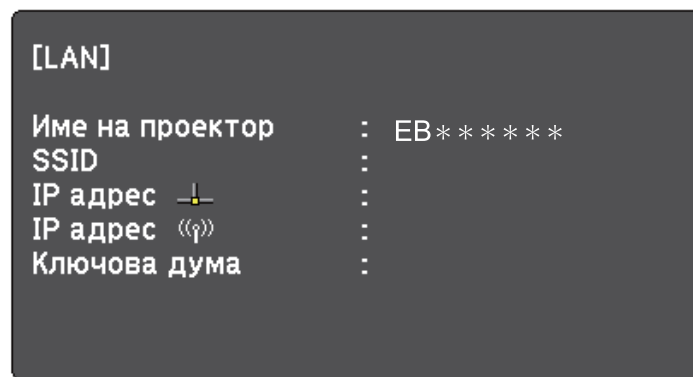 [LAN]
Име на проектор : EB******
SSID :
IP адрес :
IP адрес :
Ключова дума :